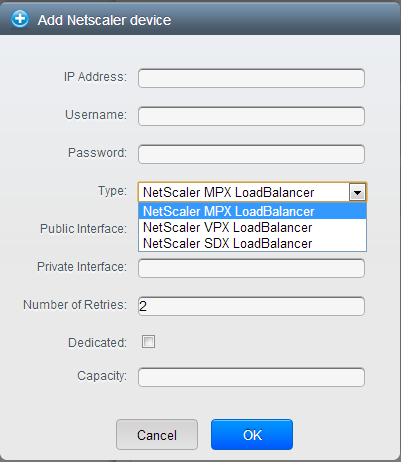 Add Netscaler device
IP Address:
Username:
Password:
Type: NetScaler MPX LoadBalancer
NetScaler MPX LoadBalancer
NetScaler VPX LoadBalancer
Public Interface:
NetScaler SDX LoadBalancer
Private Interface:
Number of Retries: 2
Dedicated:
Capacity:
Cancel OK